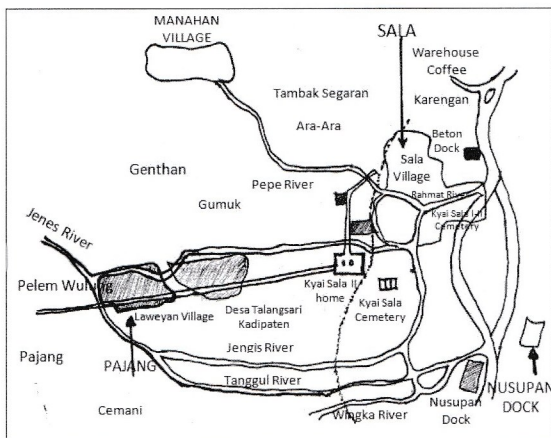 MANAHAN
VILLAGE
SALA
Warehouse
Coffee
Tambak Segaran
Karengan
Ara-Ara
Beton
Dock
Genthan
Sala
Village
Pepe River
Rahmat River
Gumuk
Kyai Sala I-II
Cemetery
Jenes River
Pelem Wulung
Kyai Sala II
home
Kyai Sala
Cemetery
Laweyan Village
Desa Talangsari
Kadipaten
Jengis River
Pajang
PAJANG
Tanggul River
NUSUPAN
DOCK
Nusupan
Dock
Cemani
Wingka River